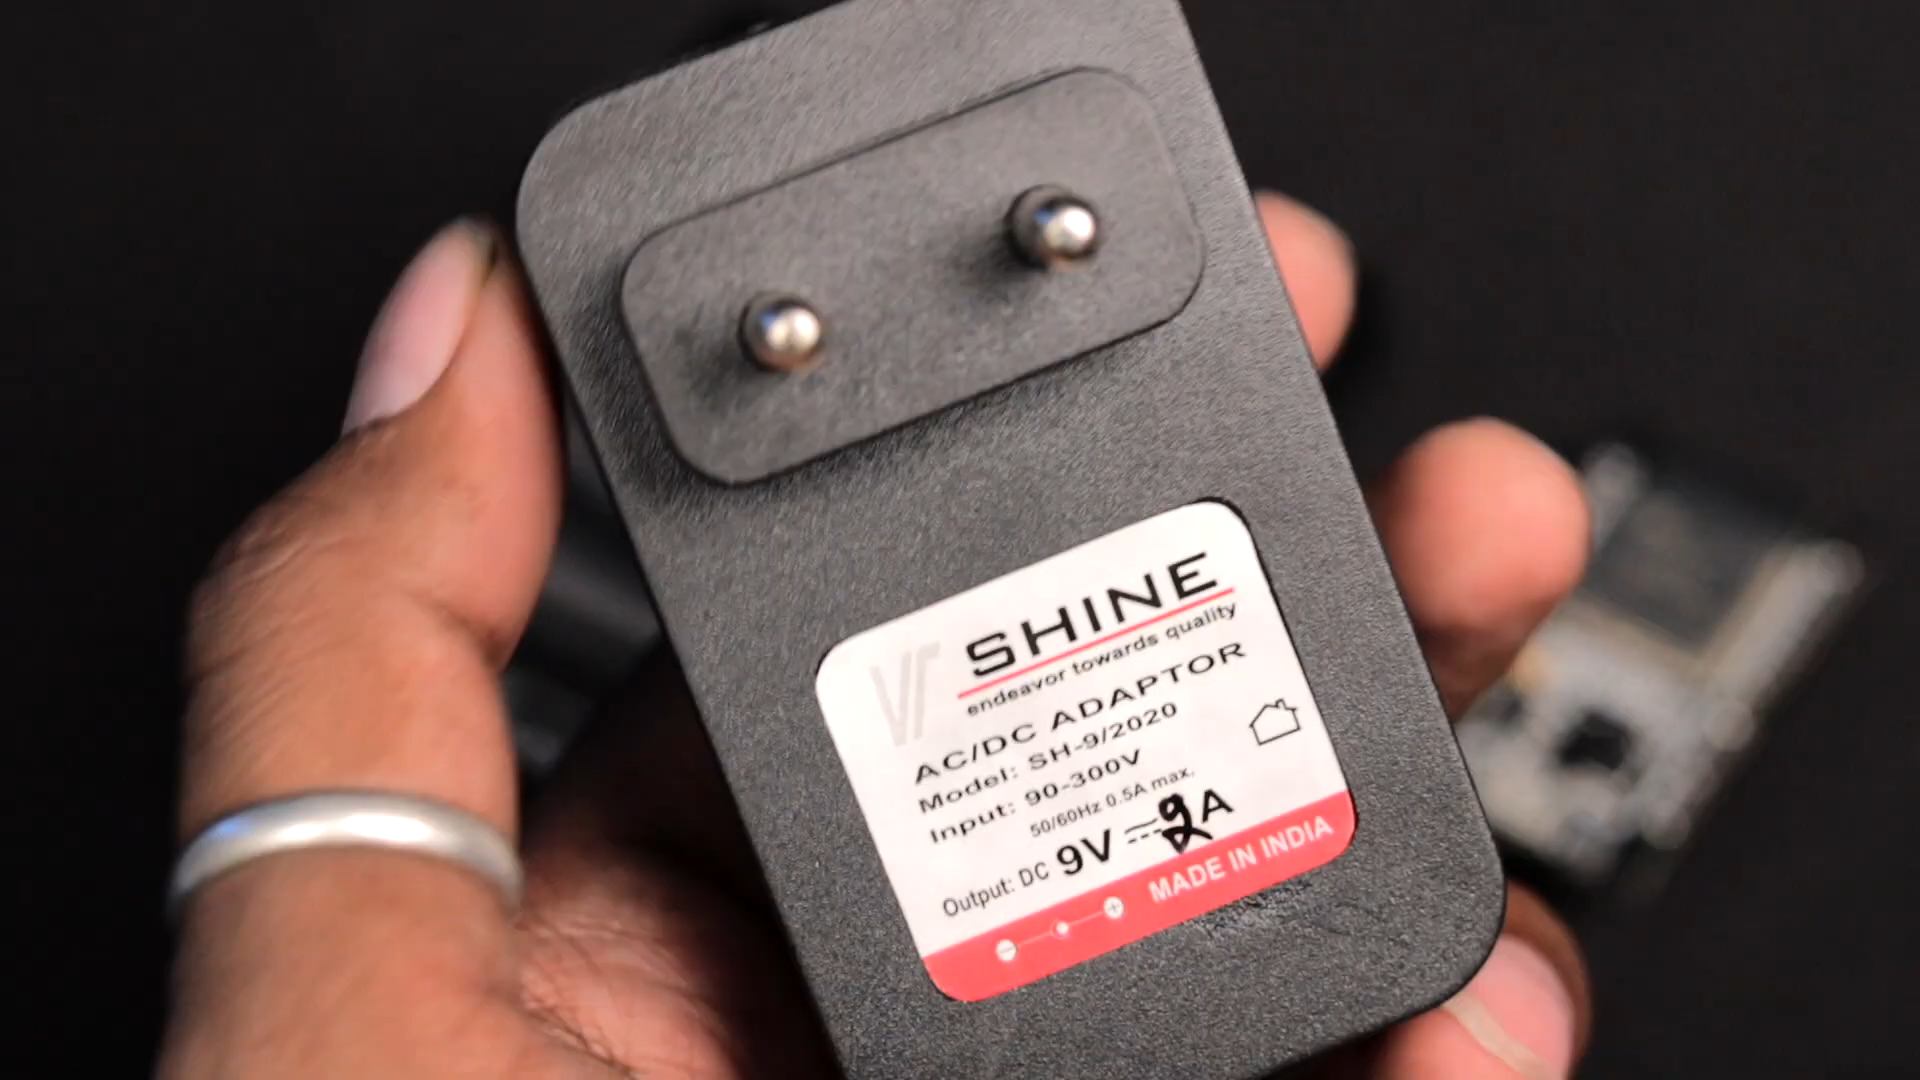 SHINE
endeavor towards quality
AC/DC ADAPTOR
Model: SH-9/2020
Input: 90-300V
50/60Hz 0.5A max.
Output: DC 9V ⎓ 2A
MADE IN INDIA